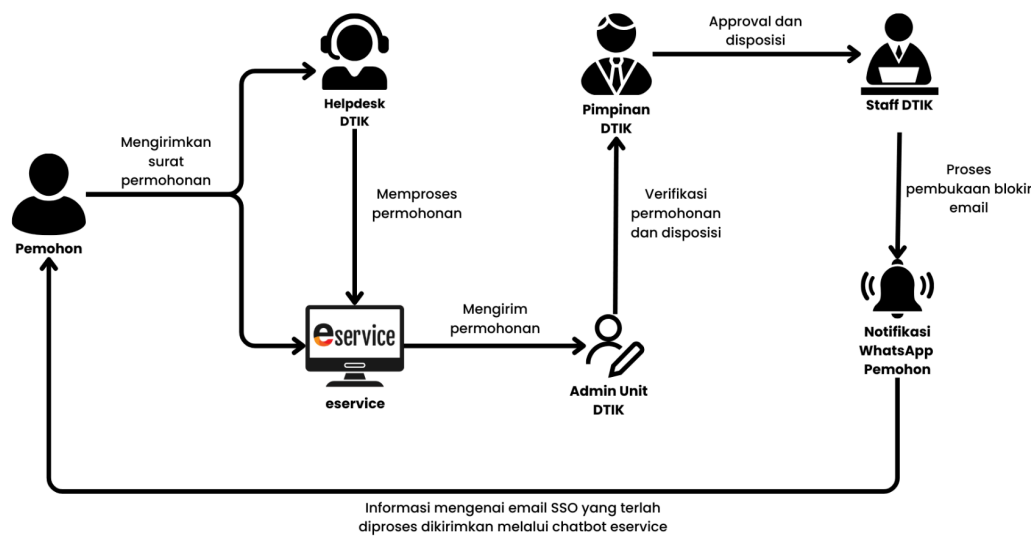 Pemohon
Mengirimkan
surat
permohonan
Helpdesk
DTIK
Memproses
permohonan
eservice
eservice
Mengirim
permohonan
Admin Unit
DTIK
Verifikasi
permohonan
dan disposisi
Pimpinan
DTIK
Approval dan
disposisi
Staff DTIK
Proses
pembukaan blokir
email
Notifikasi
WhatsApp
Pemohon
Informasi mengenai email SSO yang terlah
diproses dikirimkan melalui chatbot eservice